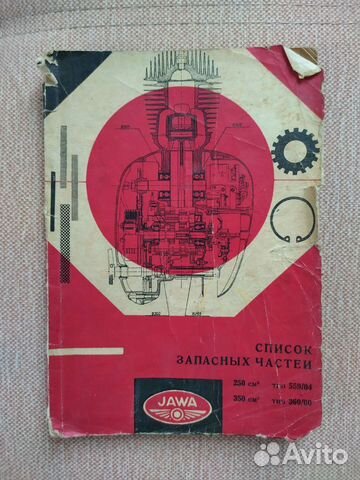 СПИСОК
ЗАПАСНЫХ ЧАСТЕЙ
250 см³ тип 559/04
350 см³ тип 360/00
JAWA
Avito